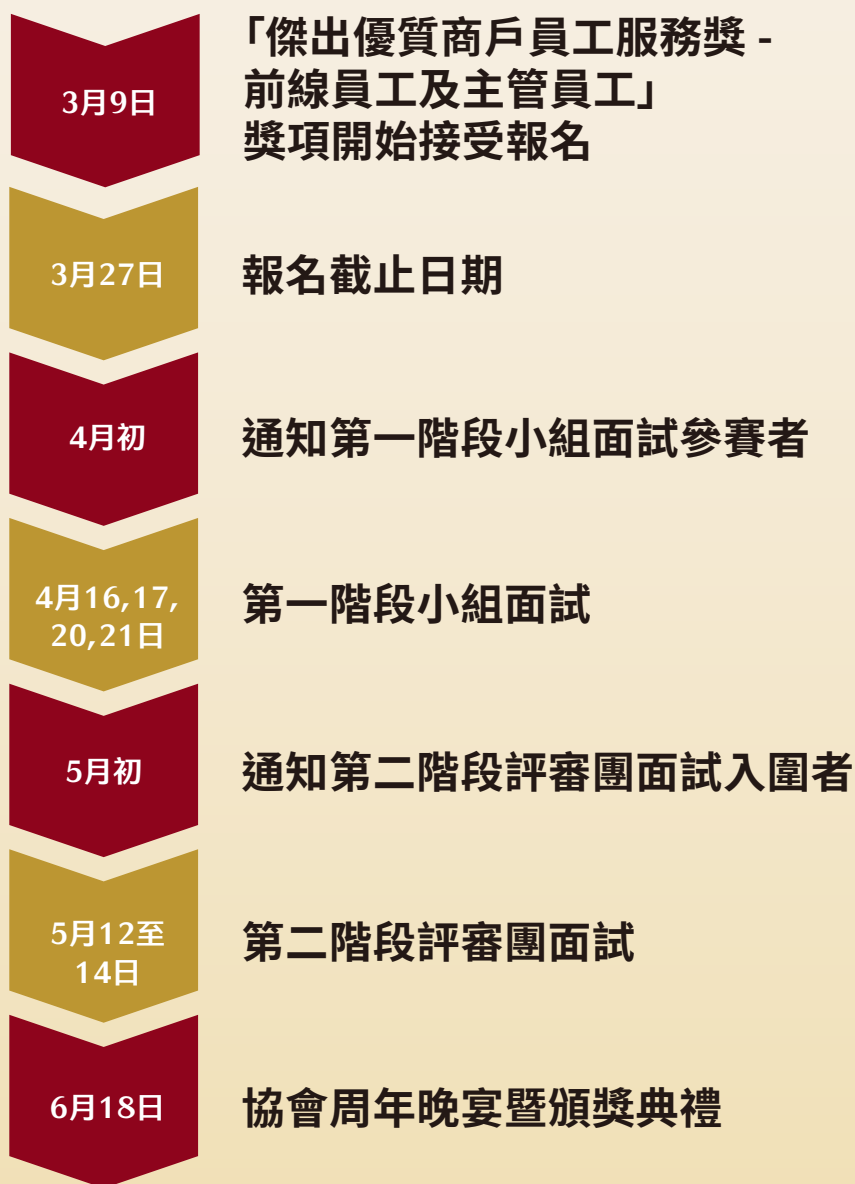 3月9日
「傑出優質商戶員工服務獎 -
前線員工及主管員工」
獎項開始接受報名
3月27日
報名截止日期
4月初
通知第一階段小組面試參賽者
4月16,17,
20,21日
第一階段小組面試
5月初
通知第二階段評審團面試入圍者
5月12至
14日
第二階段評審團面試
6月18日
協會周年晚宴暨頒獎典禮